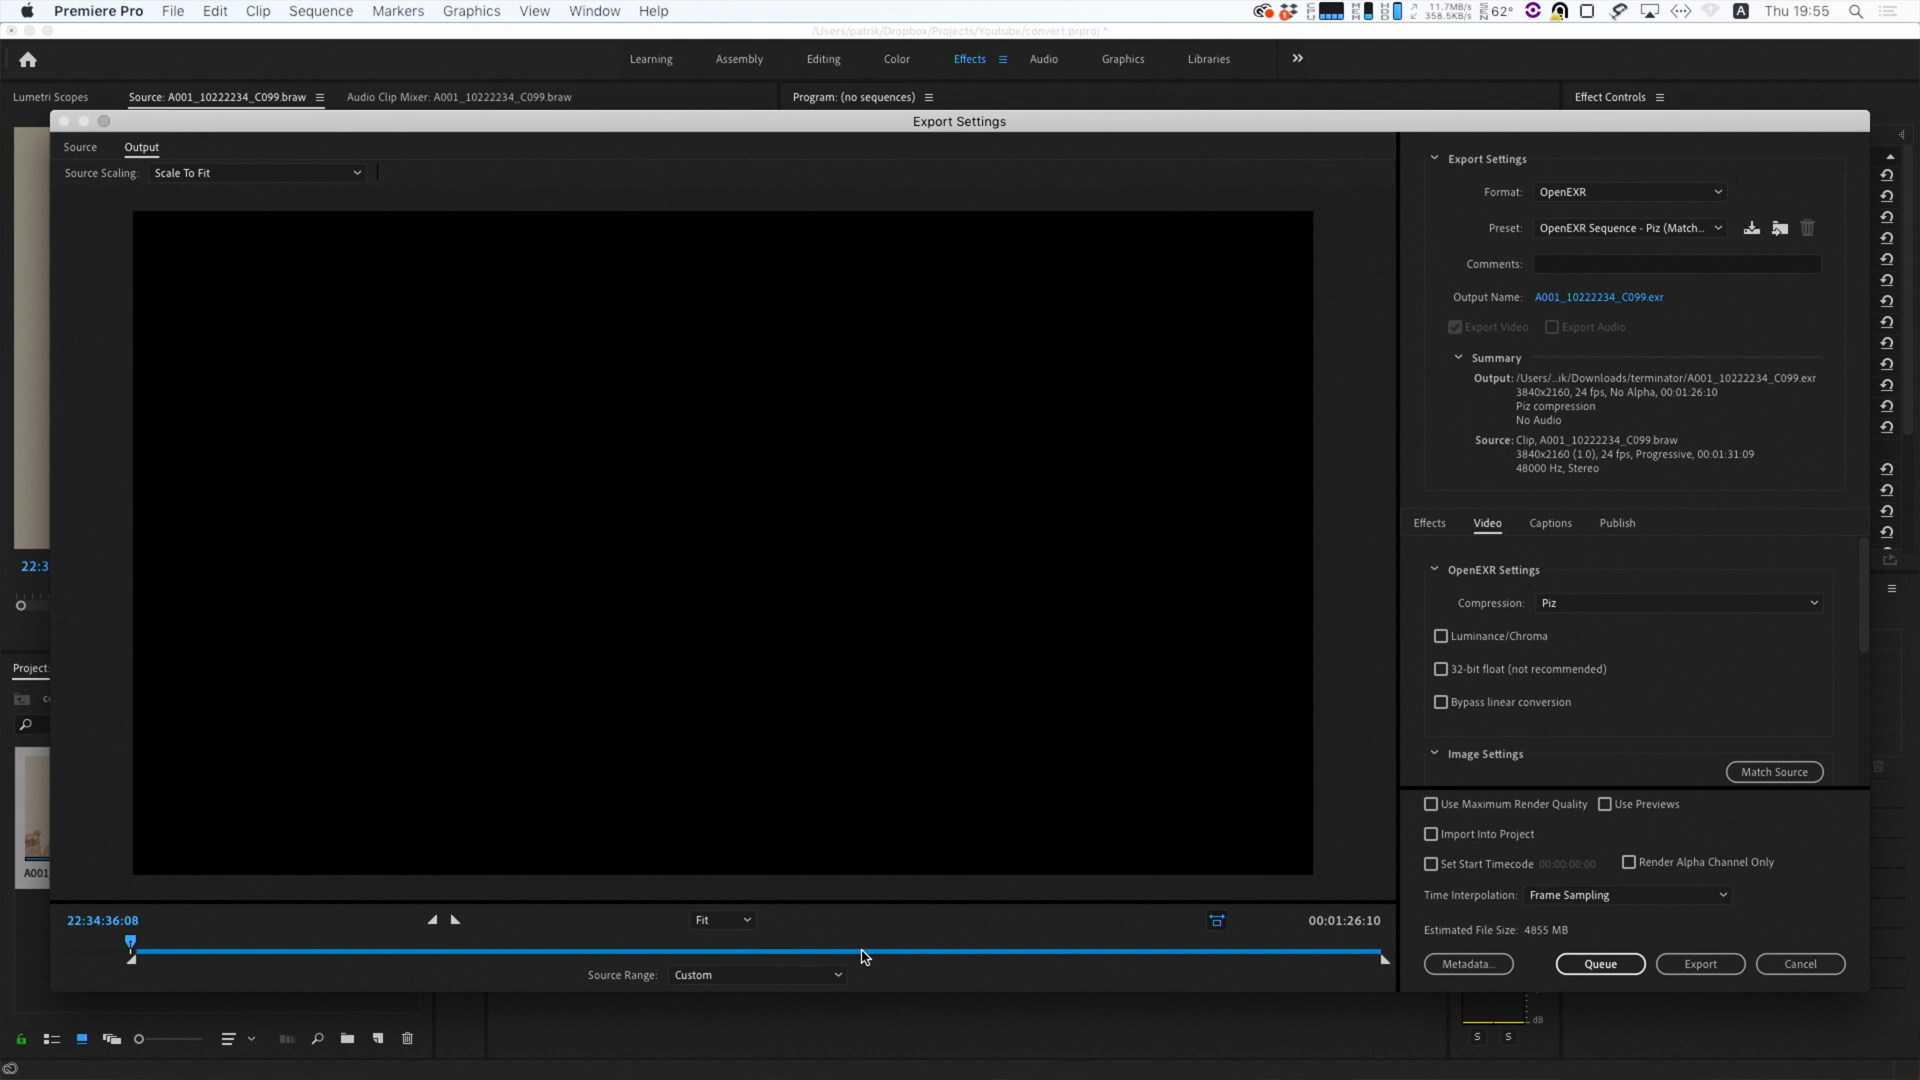 Premiere Pro File Edit Clip Sequence Markers Graphics View Window Help
11.7MB/s
358.5KB/s
62° A Thu 19:55
/Users/patrik/Dropbox/Projects/Youtube/convert.prproj *
Learning Assembly Editing Color Effects Audio Graphics Libraries
Lumetri Scopes Source: A001_10222234_C099.braw Audio Clip Mixer: A001_10222234_C099.braw Program: (no sequences) Effect Controls
Export Settings
Source Output
Source Scaling: Scale To Fit
Export Settings
Format: OpenEXR
Preset: OpenEXR Sequence - Piz (Match...
Comments:
Output Name: A001_10222234_C099.exr
Export Video Export Audio
Summary
Output: /Users/...ik/Downloads/terminator/A001_10222234_C099.exr
3840x2160, 24 fps, No Alpha, 00:01:26:10
Piz compression
No Audio
Source: Clip, A001_10222234_C099.braw
3840x2160 (1.0), 24 fps, Progressive, 00:01:31:09
48000 Hz, Stereo
Effects Video Captions Publish
OpenEXR Settings
Compression: Piz
Luminance/Chroma
32-bit float (not recommended)
Bypass linear conversion
Image Settings
Match Source
Use Maximum Render Quality Use Previews
Import Into Project
Set Start Timecode 00:00:00:00 Render Alpha Channel Only
Time Interpolation: Frame Sampling
Estimated File Size: 4855 MB
Metadata... Queue Export Cancel
22:34:36:08 Fit 00:01:26:10
Source Range: Custom
22:3
Project:
A001
dB
S S